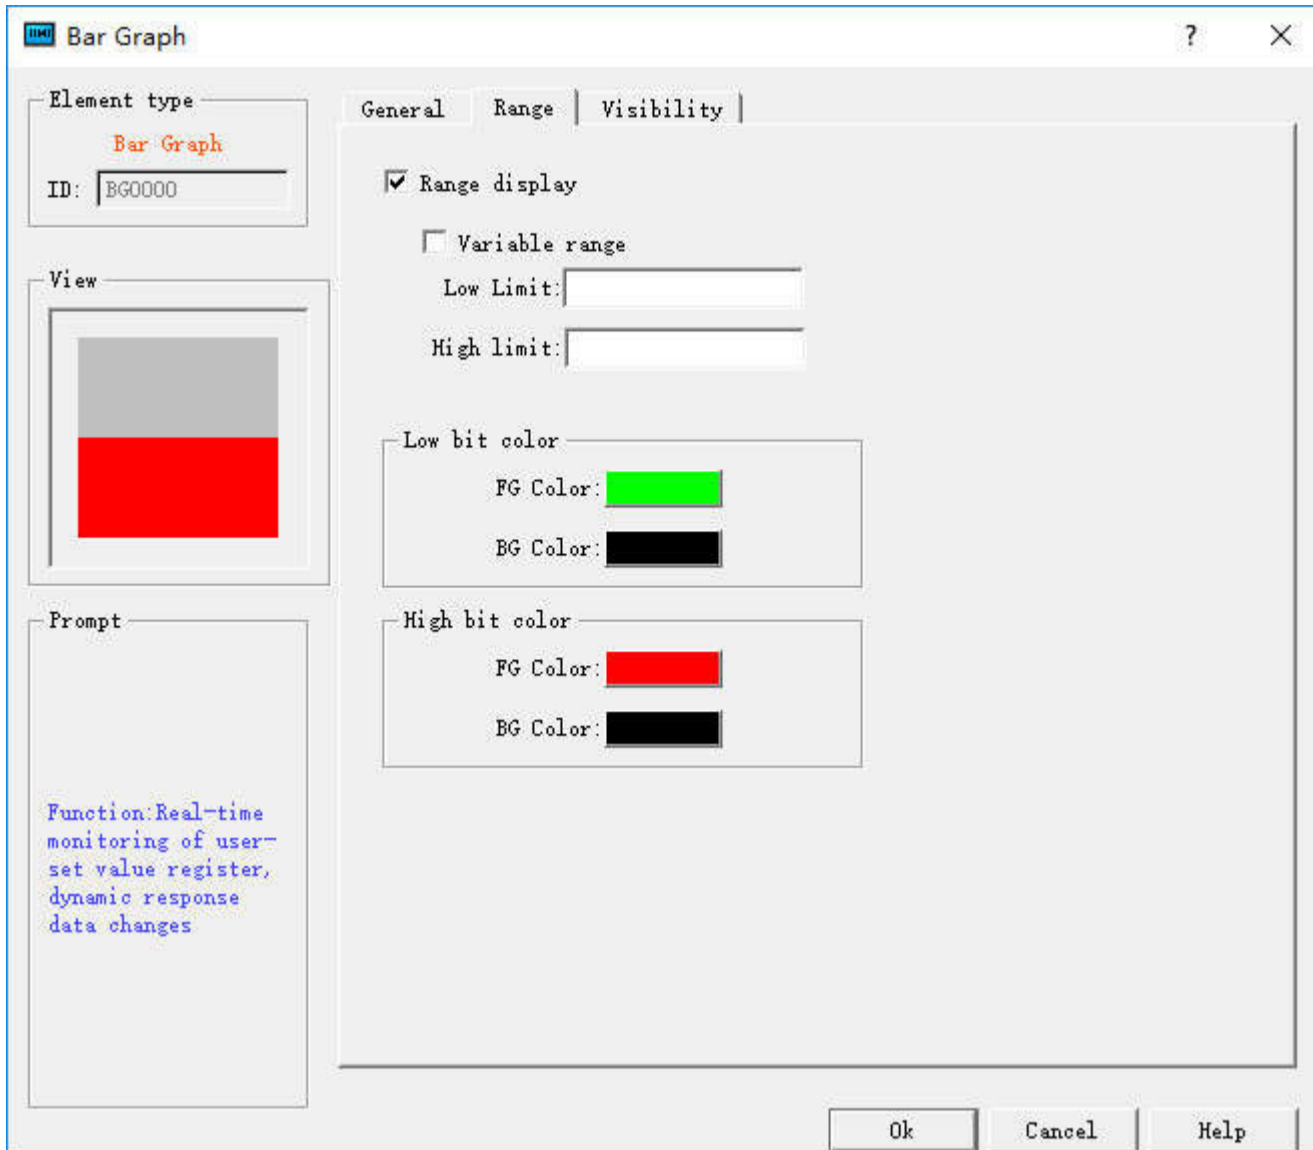 Bar Graph
Element type
Bar Graph
ID: BG0000
View
Prompt
Function:Real-time
monitoring of user-
set value register,
dynamic response
data changes
General Range Visibility
Range display
Variable range
Low Limit:
High limit:
Low bit color
FG Color:
BG Color:
High bit color
FG Color:
BG Color:
Ok Cancel Help